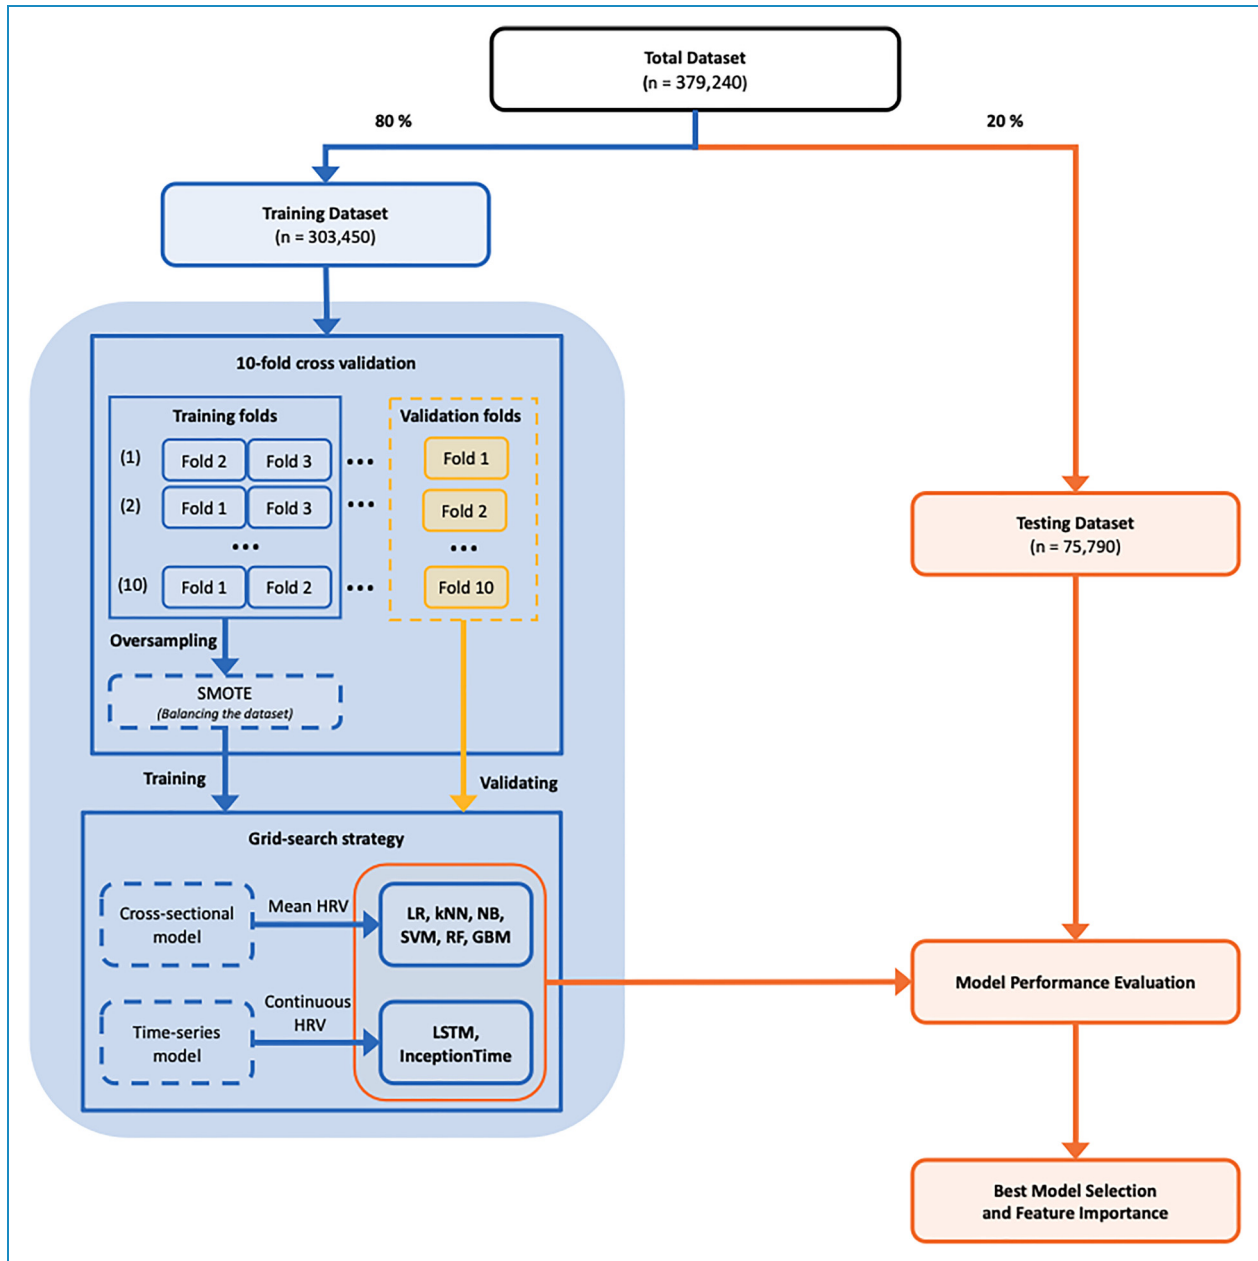 Total Dataset
(n = 379,240)
80 %
20 %
Training Dataset
(n = 303,450)
10-fold cross validation
Training folds
Validation folds
(1) Fold 2 Fold 3 ••• Fold 1
(2) Fold 1 Fold 3 ••• Fold 2
••• •••
(10) Fold 1 Fold 2 ••• Fold 10
Oversampling
SMOTE
(Balancing the dataset)
Training
Validating
Grid-search strategy
Cross-sectional
model
Mean HRV
LR, kNN, NB,
SVM, RF, GBM
Time-series
model
Continuous
HRV
LSTM,
InceptionTime
Testing Dataset
(n = 75,790)
Model Performance Evaluation
Best Model Selection
and Feature Importance